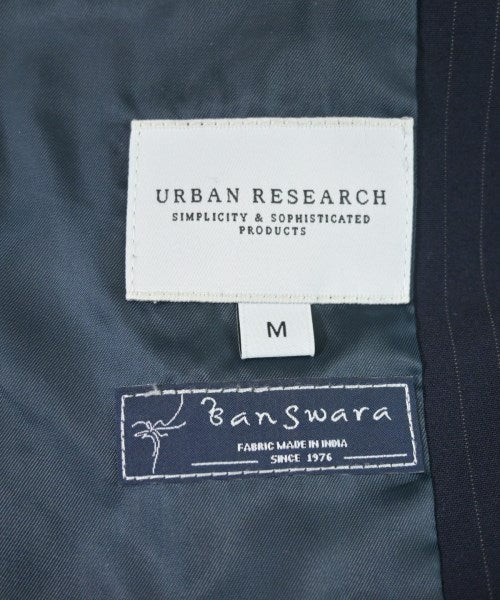 URBAN RESEARCH
SIMPLICITY & SOPHISTICATED
PRODUCTS
M
Banswara
FABRIC MADE IN INDIA
SINCE 1976